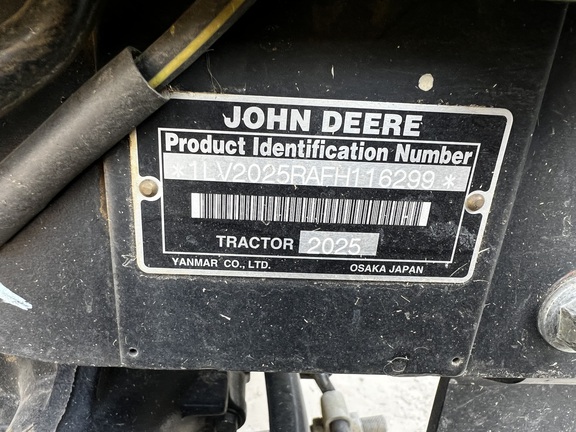 JOHN DEERE
Product Identification Number
*1LV2025RAFH116299*
TRACTOR 2025
YANMAR CO., LTD. OSAKA JAPAN